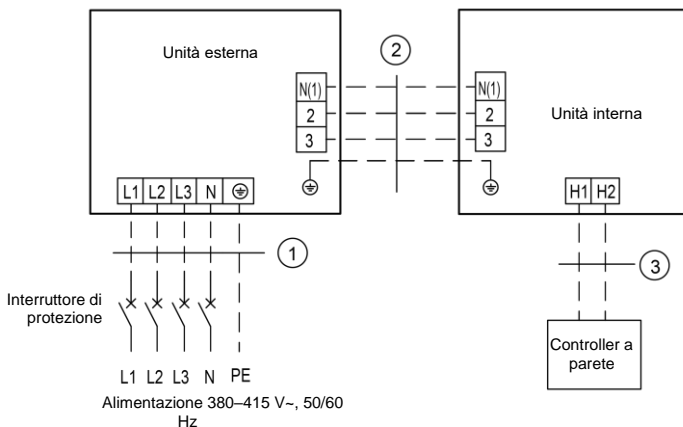 Unità esterna
2
N(1)
2
3
N(1)
2
3
Unità interna
L1 L2 L3 N
H1 H2
1
3
Interruttore di
protezione
Controller a
parete
L1 L2 L3 N PE
Alimentazione 380–415 V~, 50/60
Hz